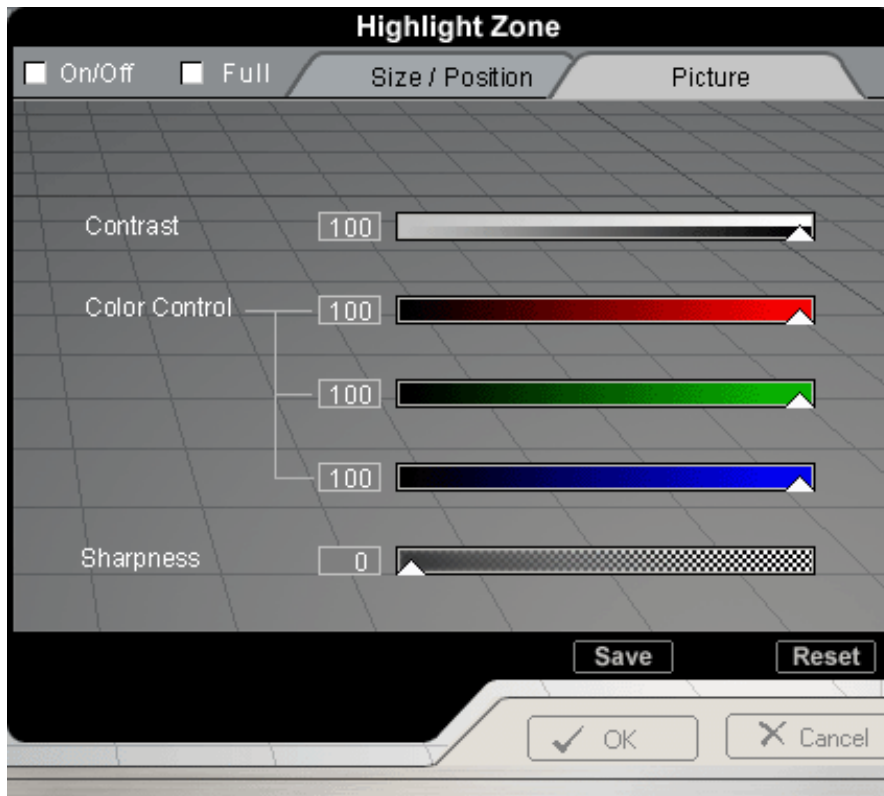 Highlight Zone
On/Off Full Size / Position Picture
Contrast 100
Color Control 100
100
100
Sharpness 0
Save Reset
OK Cancel